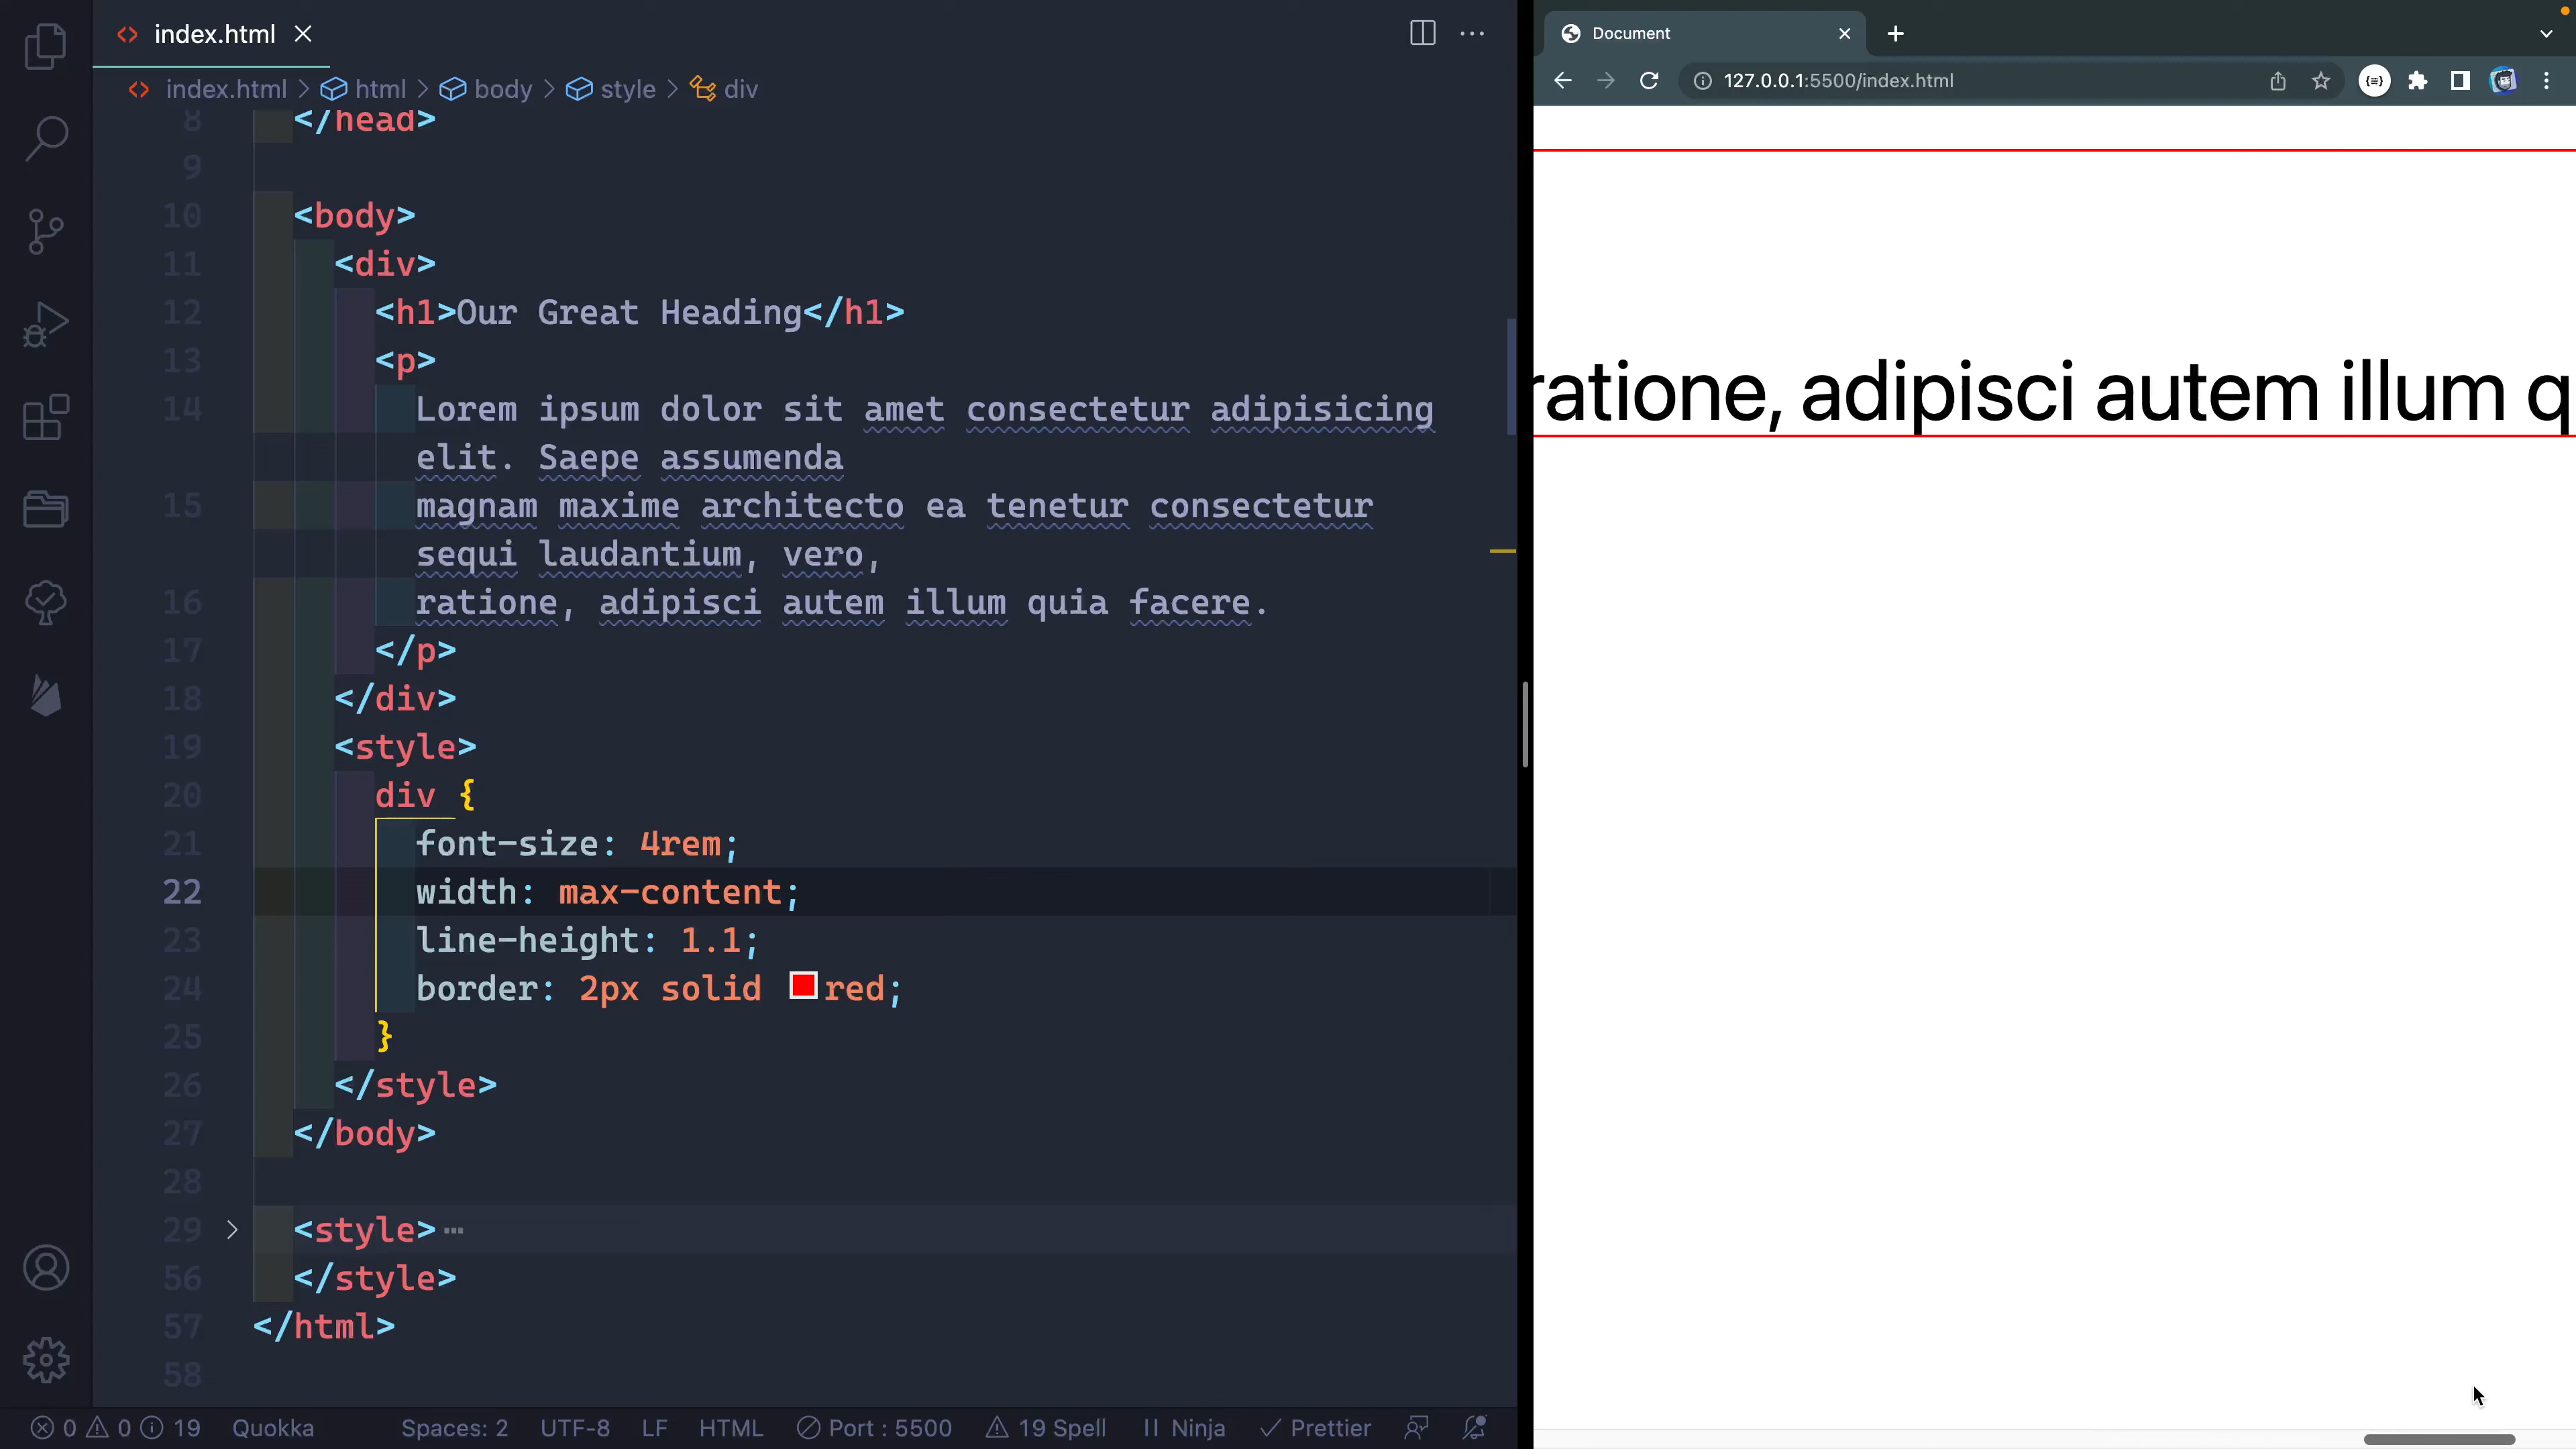 index.html
index.html > html > body > style > div
8 </head>
9
10 <body>
11 <div>
12 <h1>Our Great Heading</h1>
13 <p>
14 Lorem ipsum dolor sit amet consectetur adipisicing
elit. Saepe assumenda
15 magnam maxime architecto ea tenetur consectetur
sequi laudantium, vero,
16 ratione, adipisci autem illum quia facere.
17 </p>
18 </div>
19 <style>
20 div {
21 font-size: 4rem;
22 width: max-content;
23 line-height: 1.1;
24 border: 2px solid red;
25 }
26 </style>
27 </body>
28
29 <style>
56 </style>
57 </html>
58
0 0 19 Quokka Spaces: 2 UTF-8 LF HTML Port : 5500 19 Spell Ninja Prettier
Document
127.0.0.1:5500/index.html
ratione, adipisci autem illum q